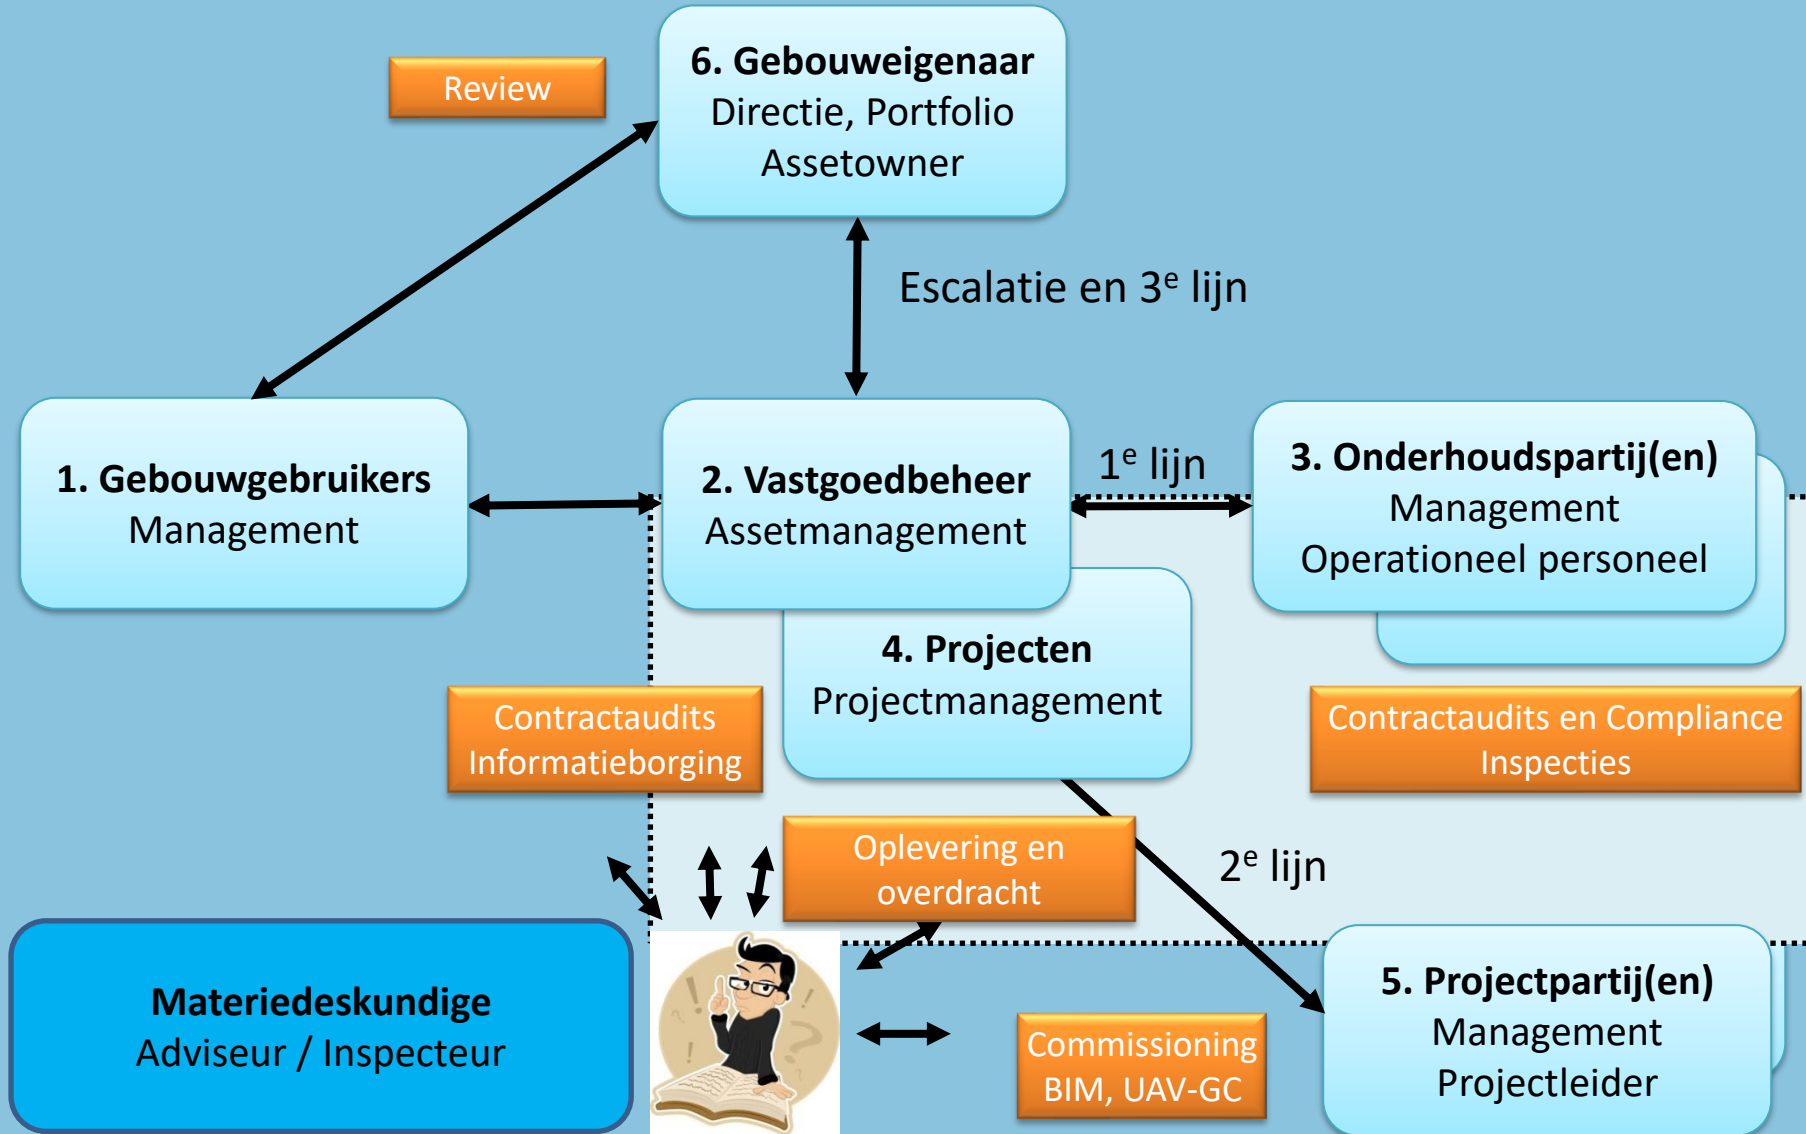 6. Gebouweigenaar
Directie, Portfolio
Assetowner
Review
Escalatie en 3e lijn
1. Gebouwgebruikers
Management
2. Vastgoedbeheer
Assetmanagement
1e lijn
3. Onderhoudspartij(en)
Management
Operationeel personeel
4. Projecten
Projectmanagement
Contractaudits
Informatieborging
Contractaudits en Compliance
Inspecties
Oplevering en
overdracht
2e lijn
Materiedeskundige
Adviseur / Inspecteur
Commissioning
BIM, UAV-GC
5. Projectpartij(en)
Management
Projectleider